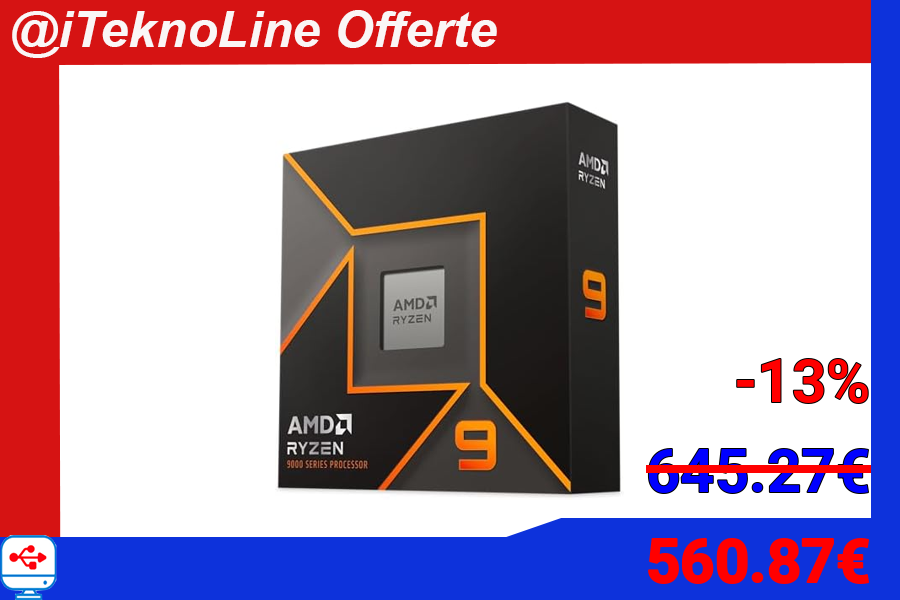 @iTeknoLine Offerte
AMD
RYZEN
9
AMD
RYZEN
AMD
RYZEN
9000 SERIES PROCESSOR
9
-13%
645.27€
560.87€